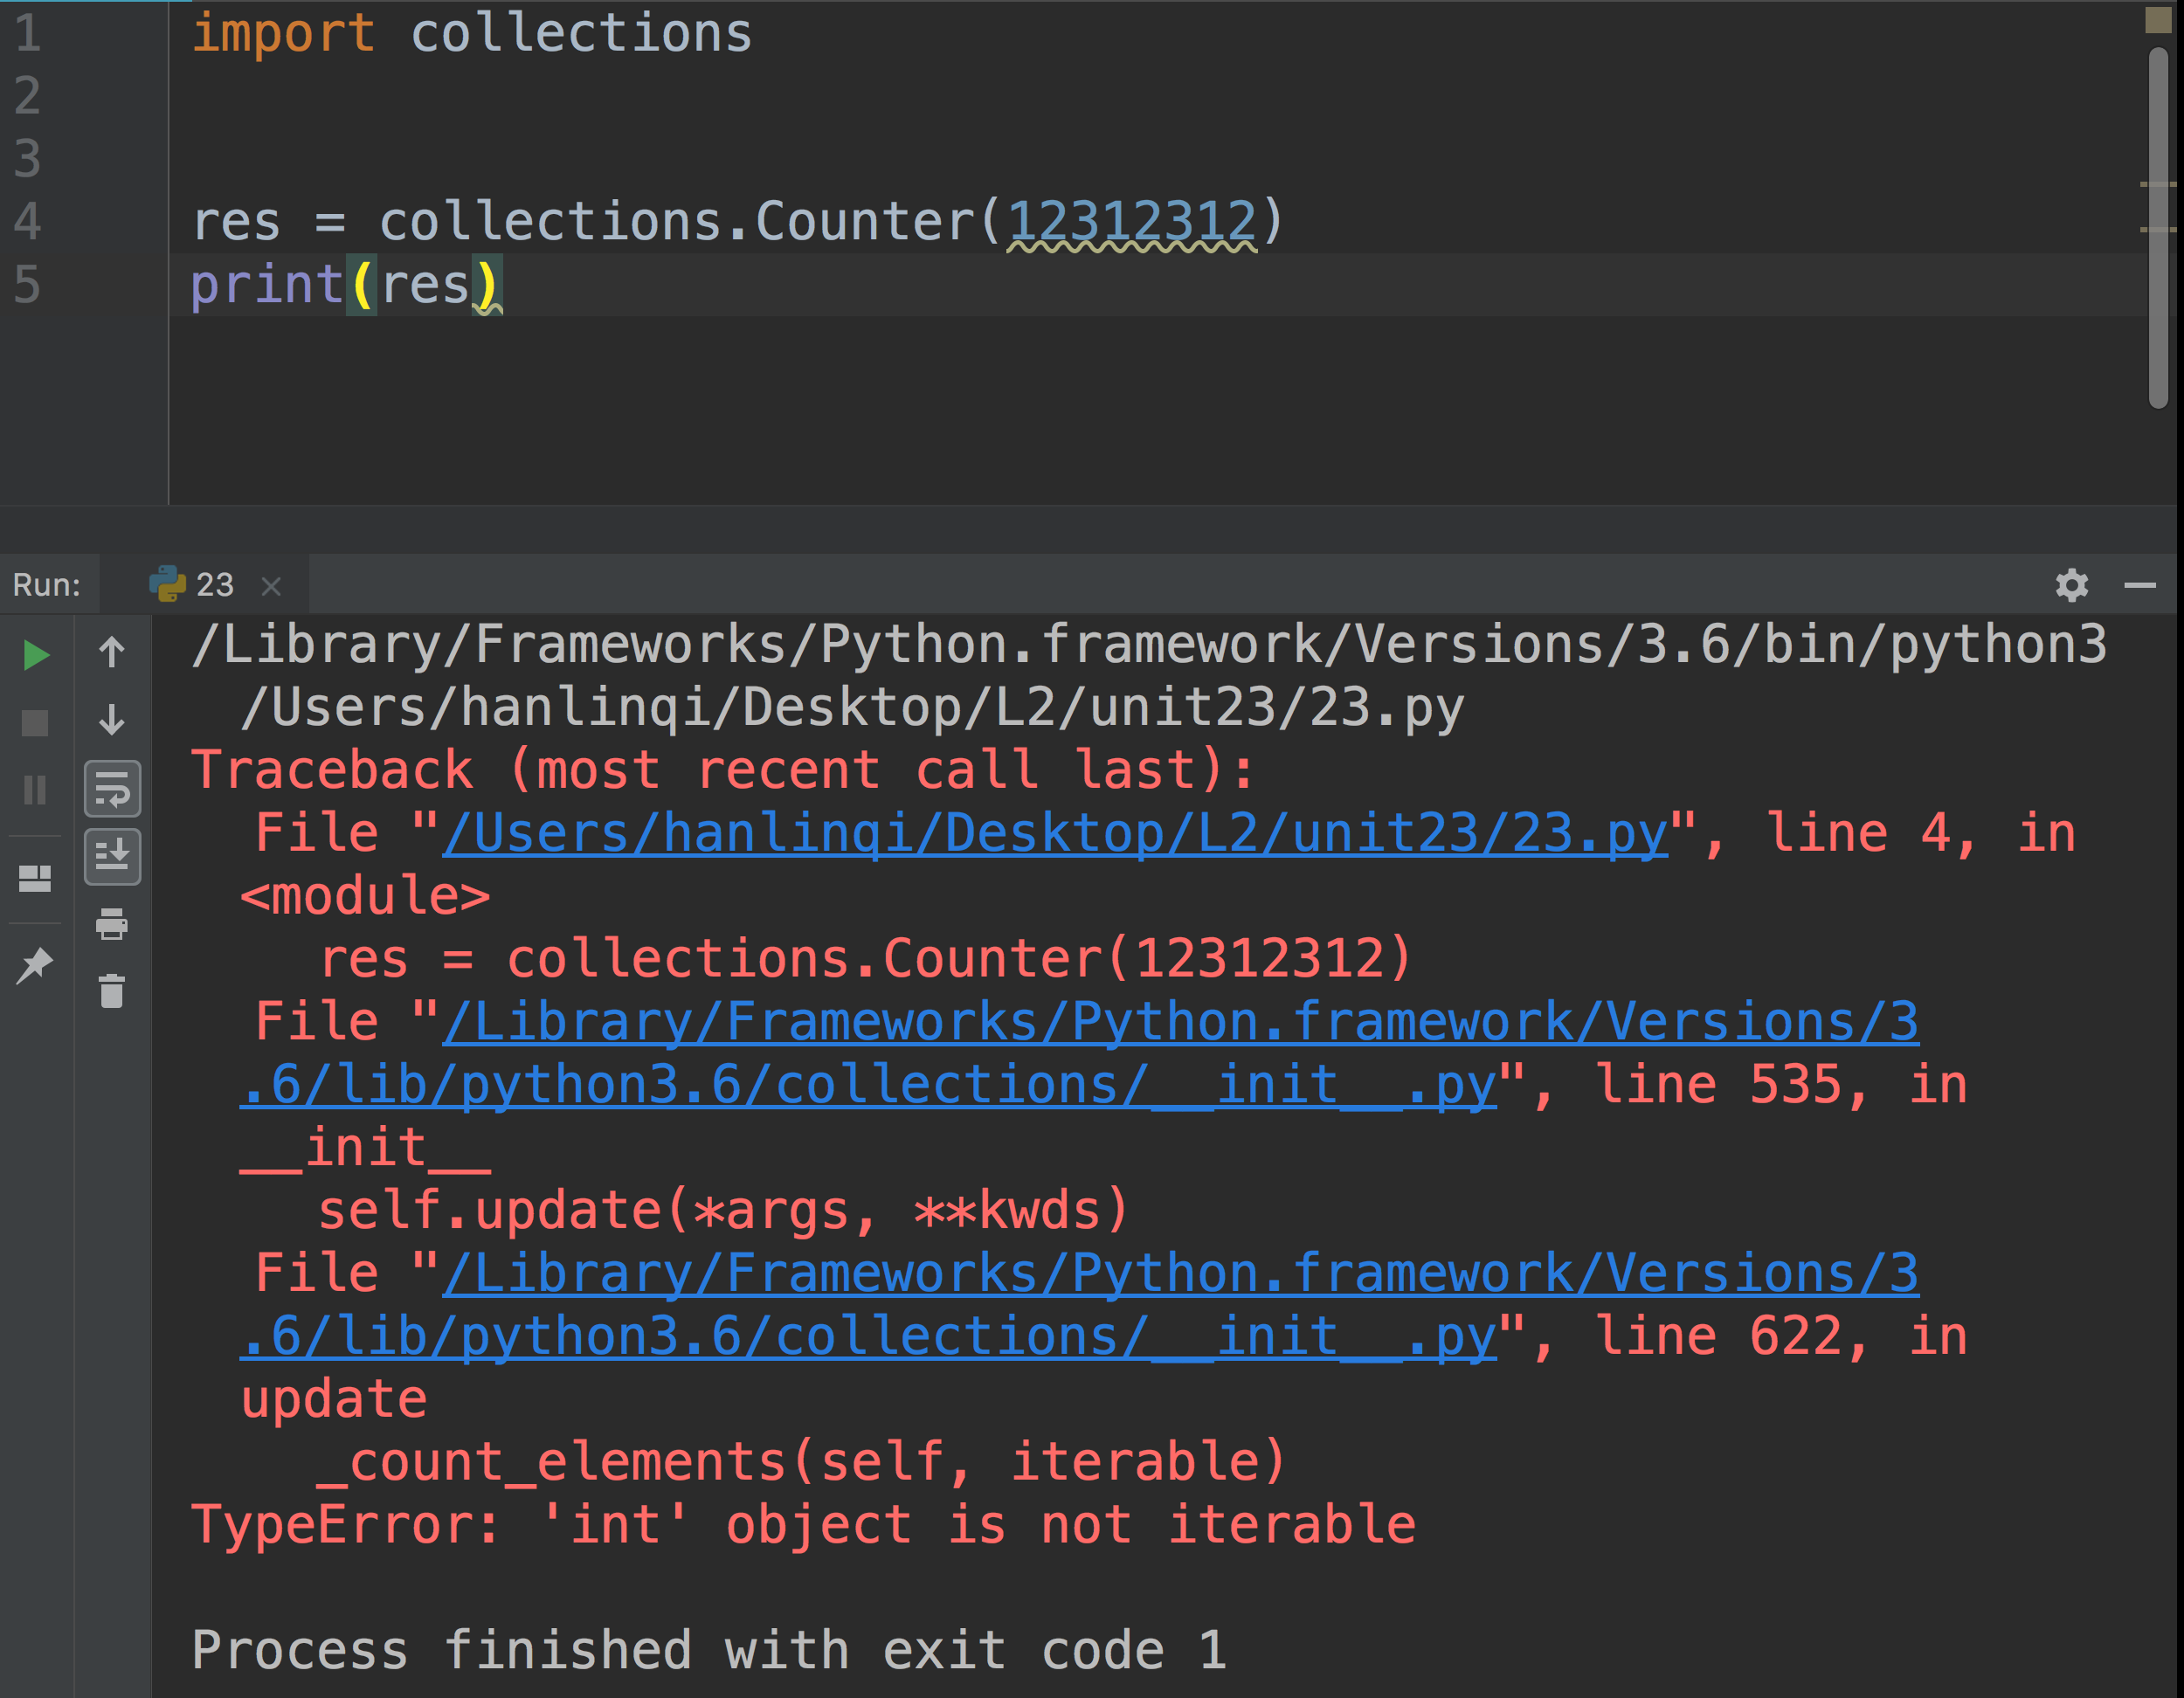 1 import collections
2
3
4 res = collections.Counter(12312312)
5 print(res)
Run: 23
/Library/Frameworks/Python.framework/Versions/3.6/bin/python3
/Users/hanlinqi/Desktop/L2/unit23/23.py
Traceback (most recent call last):
File "/Users/hanlinqi/Desktop/L2/unit23/23.py", line 4, in
<module>
res = collections.Counter(12312312)
File "/Library/Frameworks/Python.framework/Versions/3
.6/lib/python3.6/collections/__init__.py", line 535, in
__init__
self.update(*args, **kwds)
File "/Library/Frameworks/Python.framework/Versions/3
.6/lib/python3.6/collections/__init__.py", line 622, in
update
_count_elements(self, iterable)
TypeError: 'int' object is not iterable
Process finished with exit code 1